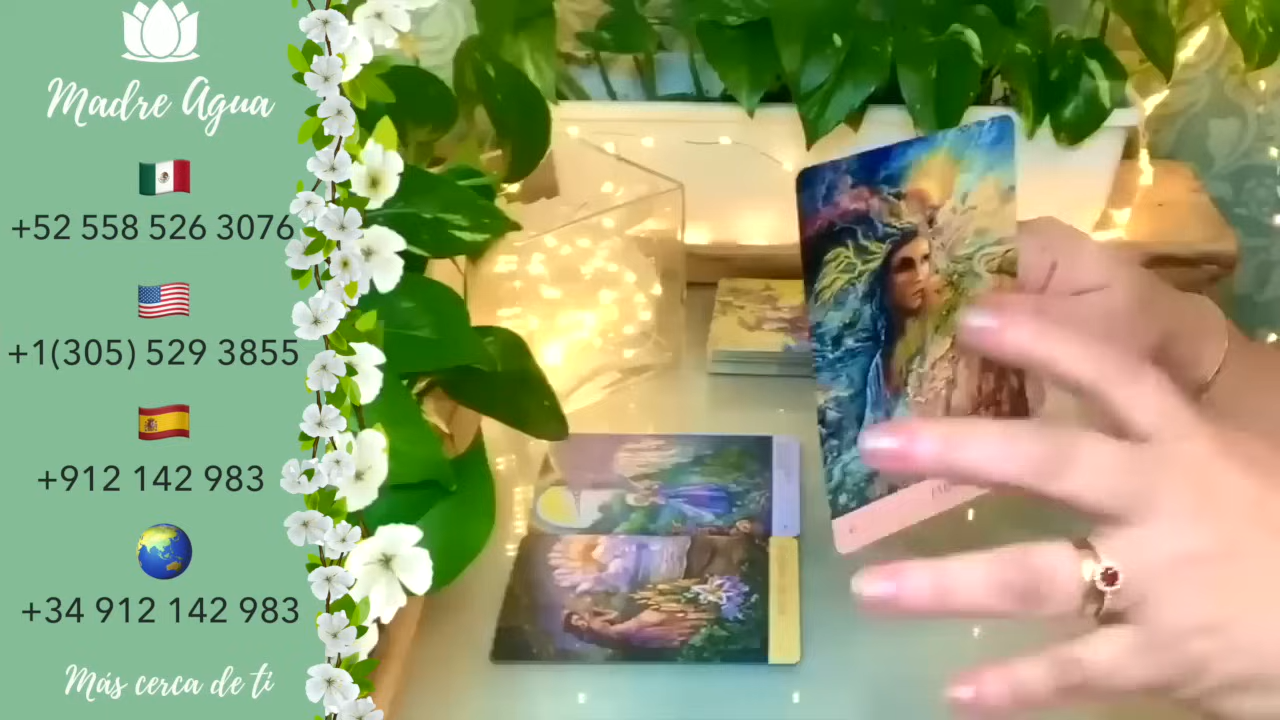 Madre Agua
+52 558 526 3076
+1(305) 529 3855
+912 142 983
+34 912 142 983
Más cerca de ti